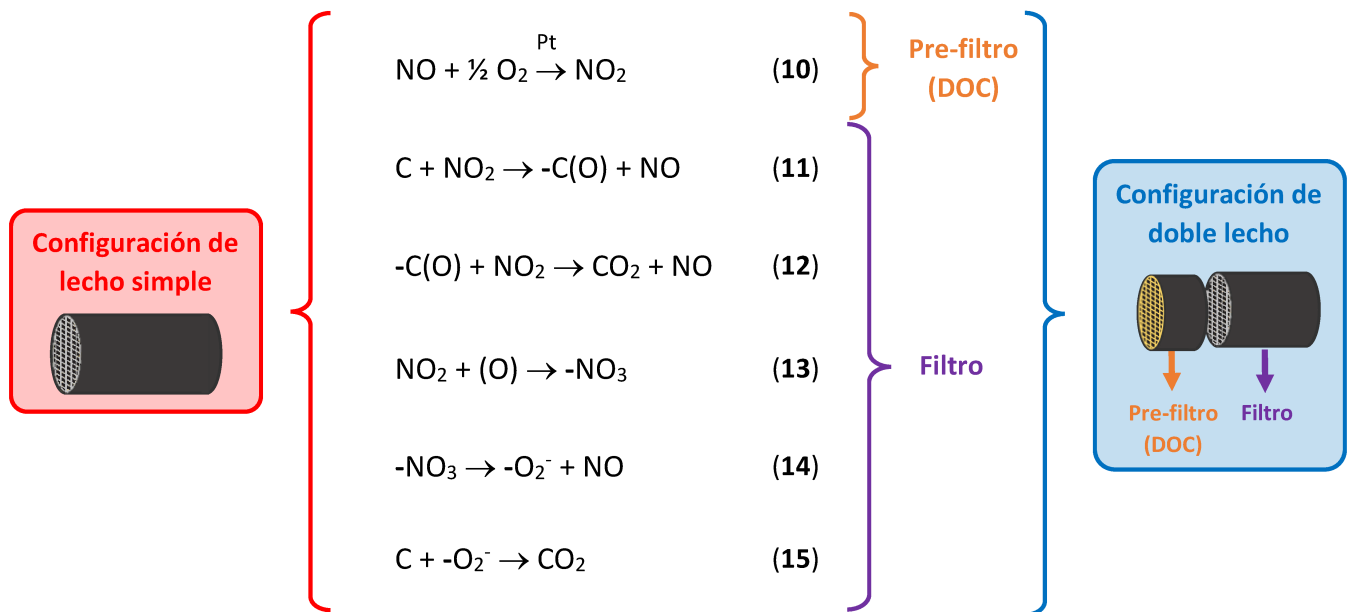 Configuración de
lecho simple
Pt
NO + ½ O₂ → NO₂ (10)
C + NO₂ → -C(O) + NO (11)
-C(O) + NO₂ → CO₂ + NO (12)
NO₂ + (O) → -NO₃ (13)
-NO₃ → -O₂⁻ + NO (14)
C + -O₂⁻ → CO₂ (15)
Pre-filtro
(DOC)
Filtro
Configuración de
doble lecho
Pre-filtro
(DOC)
Filtro